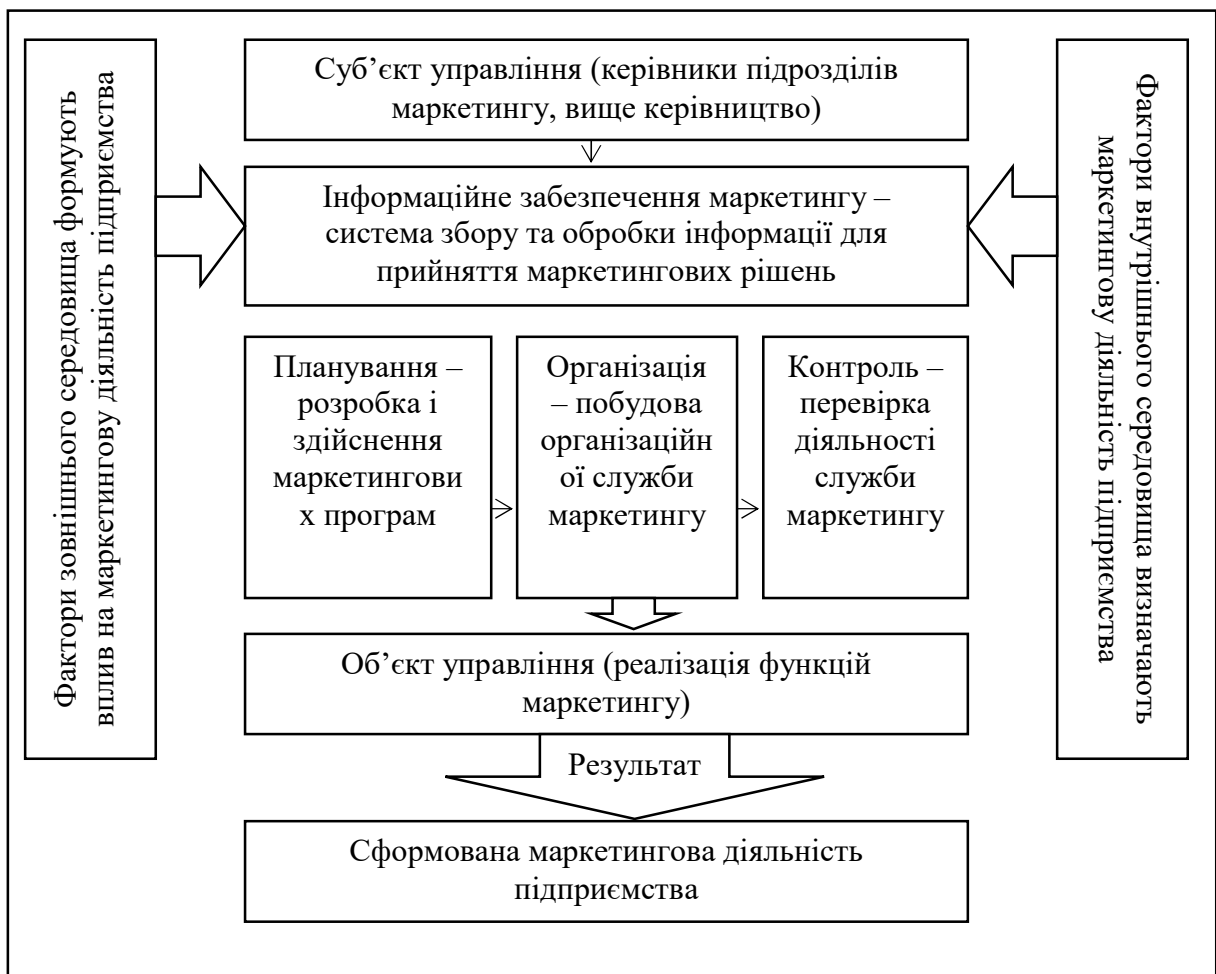 Фактори зовнішнього середовища формують
вплив на маркетингову діяльність підприємства
Суб’єкт управління (керівники підрозділів
маркетингу, вище керівництво)
Інформаційне забезпечення маркетингу –
система збору та обробки інформації для
прийняття маркетингових рішень
Планування –
розробка і
здійснення
маркетингови
х програм
Організація
– побудова
організаційн
ої служби
маркетингу
Контроль –
перевірка
діяльності
служби
маркетингу
Об’єкт управління (реалізація функцій
маркетингу)
Результат
Сформована маркетингова діяльність
підприємства
Фактори внутрішнього середовища визначають
маркетингову діяльність підприємства